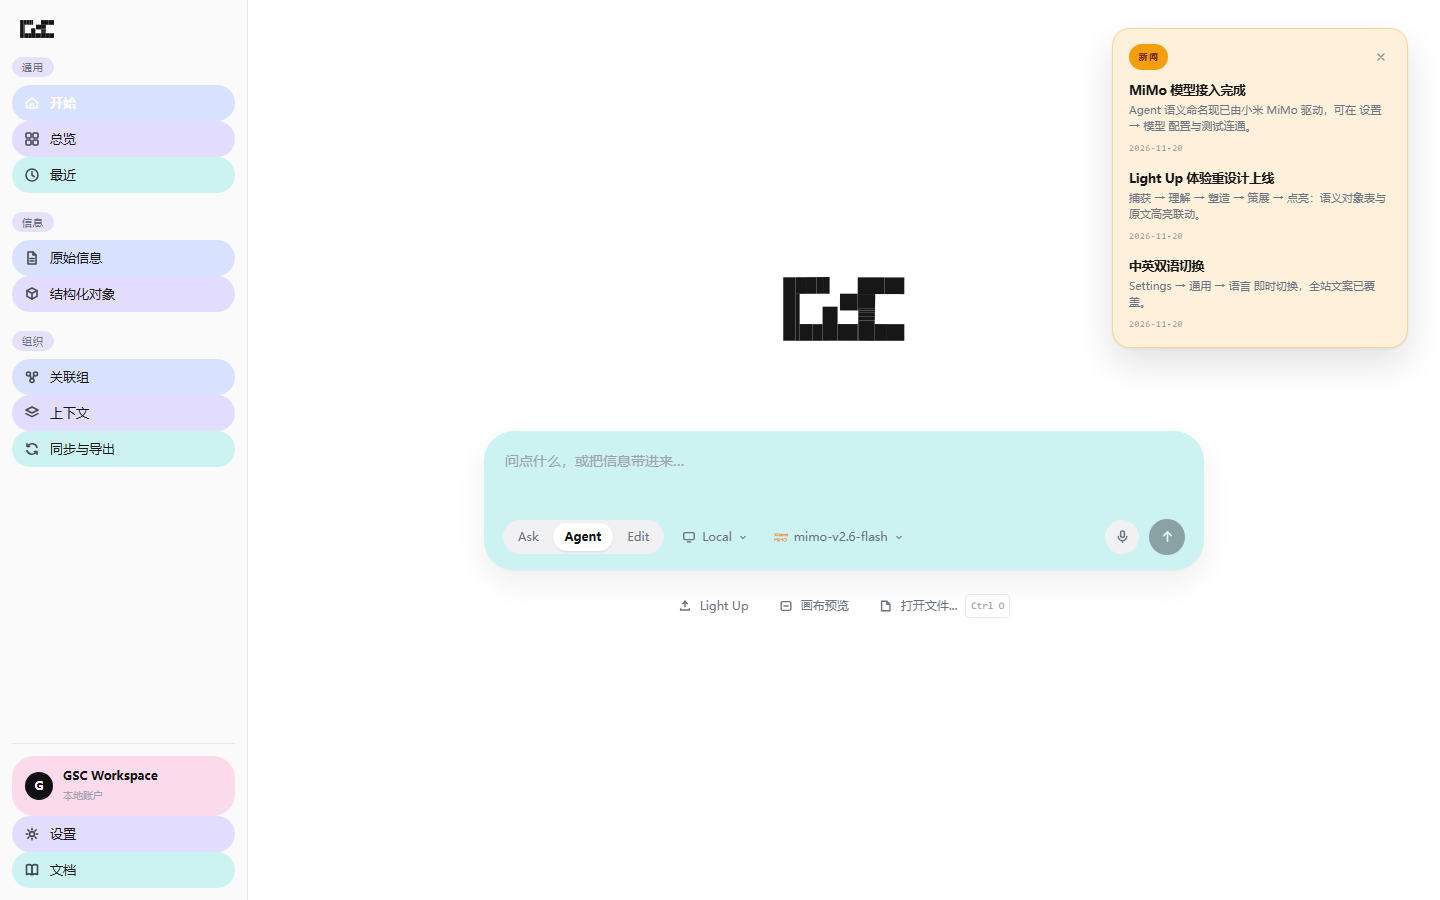 通用
开始
总览
最近
信息
原始信息
结构化对象
组织
关联组
上下文
同步与导出
G
GSC Workspace
本地账户
设置
文档
GSC
问点什么，或把信息带进来...
Ask
Agent
Edit
Local
mimo-v2.6-flash
Light Up
画布预览
打开文件...
Ctrl O
新闻
MiMo 模型接入完成
Agent 语义命名现已由小米 MiMo 驱动，可在 设置
→ 模型 配置与测试连通。
2026-11-20
Light Up 体验重设计上线
捕获 → 理解 → 塑造 → 策展 → 点亮：语义对象表与
原文高亮联动。
2026-11-20
中英双语切换
Settings → 通用 → 语言 即时切换，全站文案已覆
盖。
2026-11-20